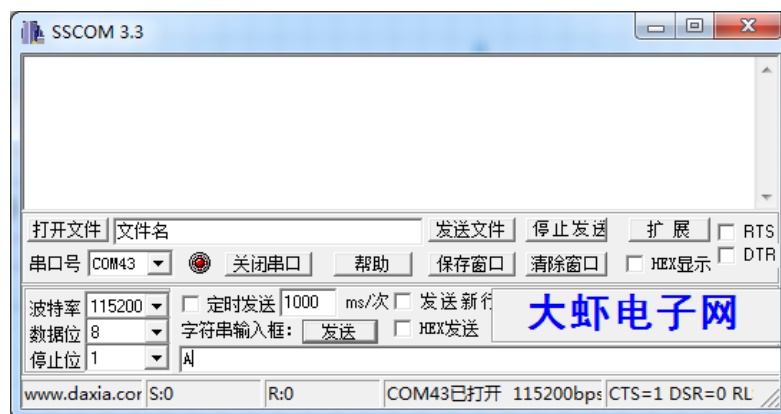 SSCOM 3.3
打开文件 文件名 发送文件 停止发送 扩展 RTS
串口号 COM43 关闭串口 帮助 保存窗口 清除窗口 HEX显示 DTR
波特率 115200 定时发送 1000 ms/次 发送新行 大虾电子网
数据位 8 字符串输入框: 发送 HEX发送
停止位 1 A
www.daxia.cor S:0 R:0 COM43已打开 115200bps CTS=1 DSR=0 RL